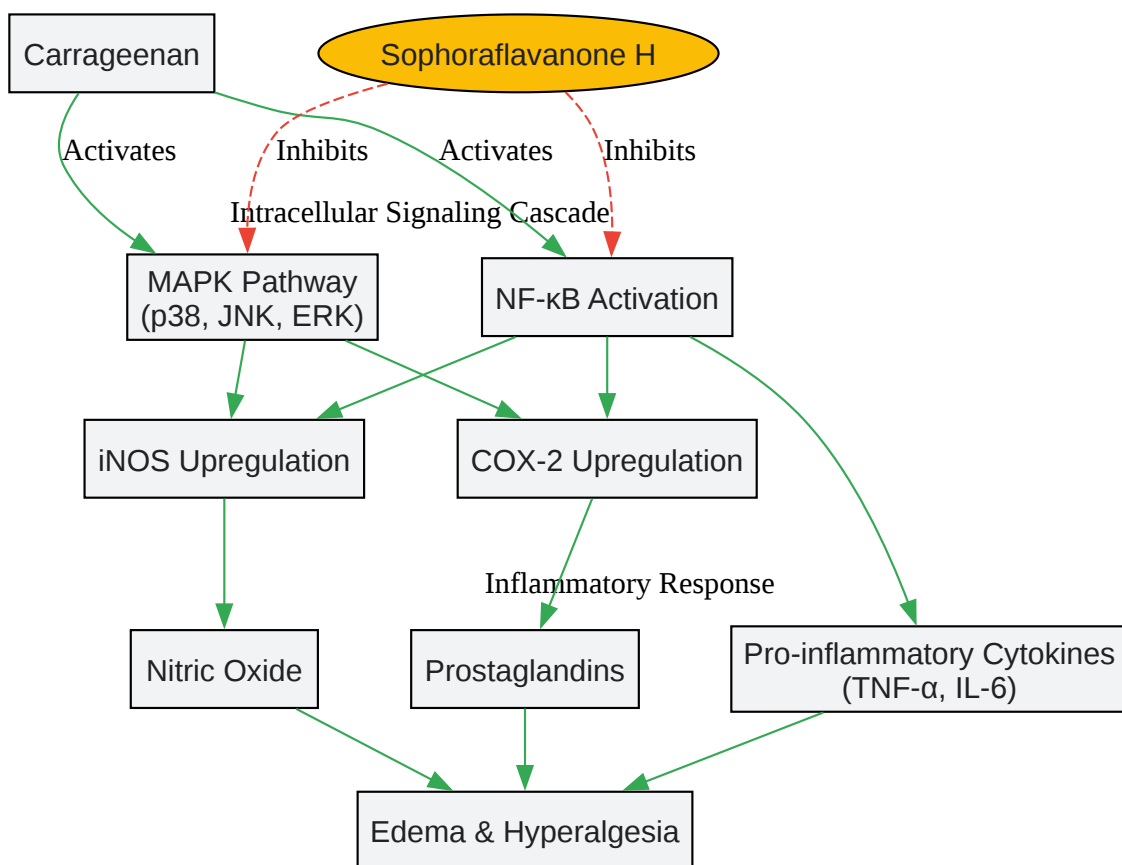 Carrageenan
Sophoraflavanone H
Activates
Inhibits
Activates
Inhibits
Intracellular Signaling Cascade
MAPK Pathway
(p38, JNK, ERK)
NF-κB Activation
iNOS Upregulation
COX-2 Upregulation
Inflammatory Response
Nitric Oxide
Prostaglandins
Pro-inflammatory Cytokines
(TNF-α, IL-6)
Edema & Hyperalgesia